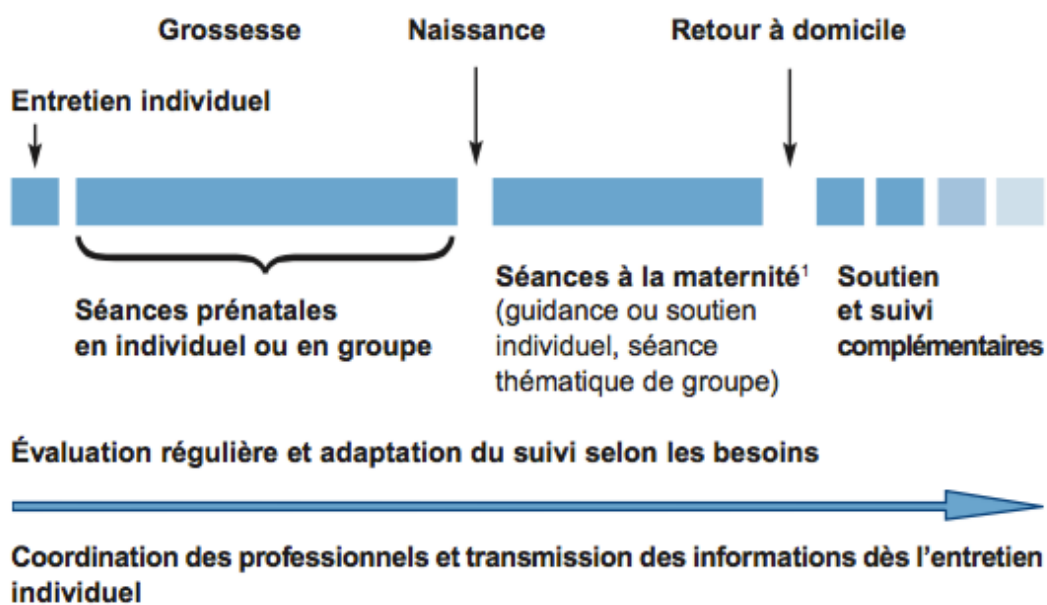 Grossesse Naissance Retour à domicile
Entretien individuel
Séances prénatales
en individuel ou en groupe
Séances à la maternité¹
(guidance ou soutien
individuel, séance
thématique de groupe)
Soutien
et suivi
complémentaires
Évaluation régulière et adaptation du suivi selon les besoins
Coordination des professionnels et transmission des informations dès l’entretien
individuel